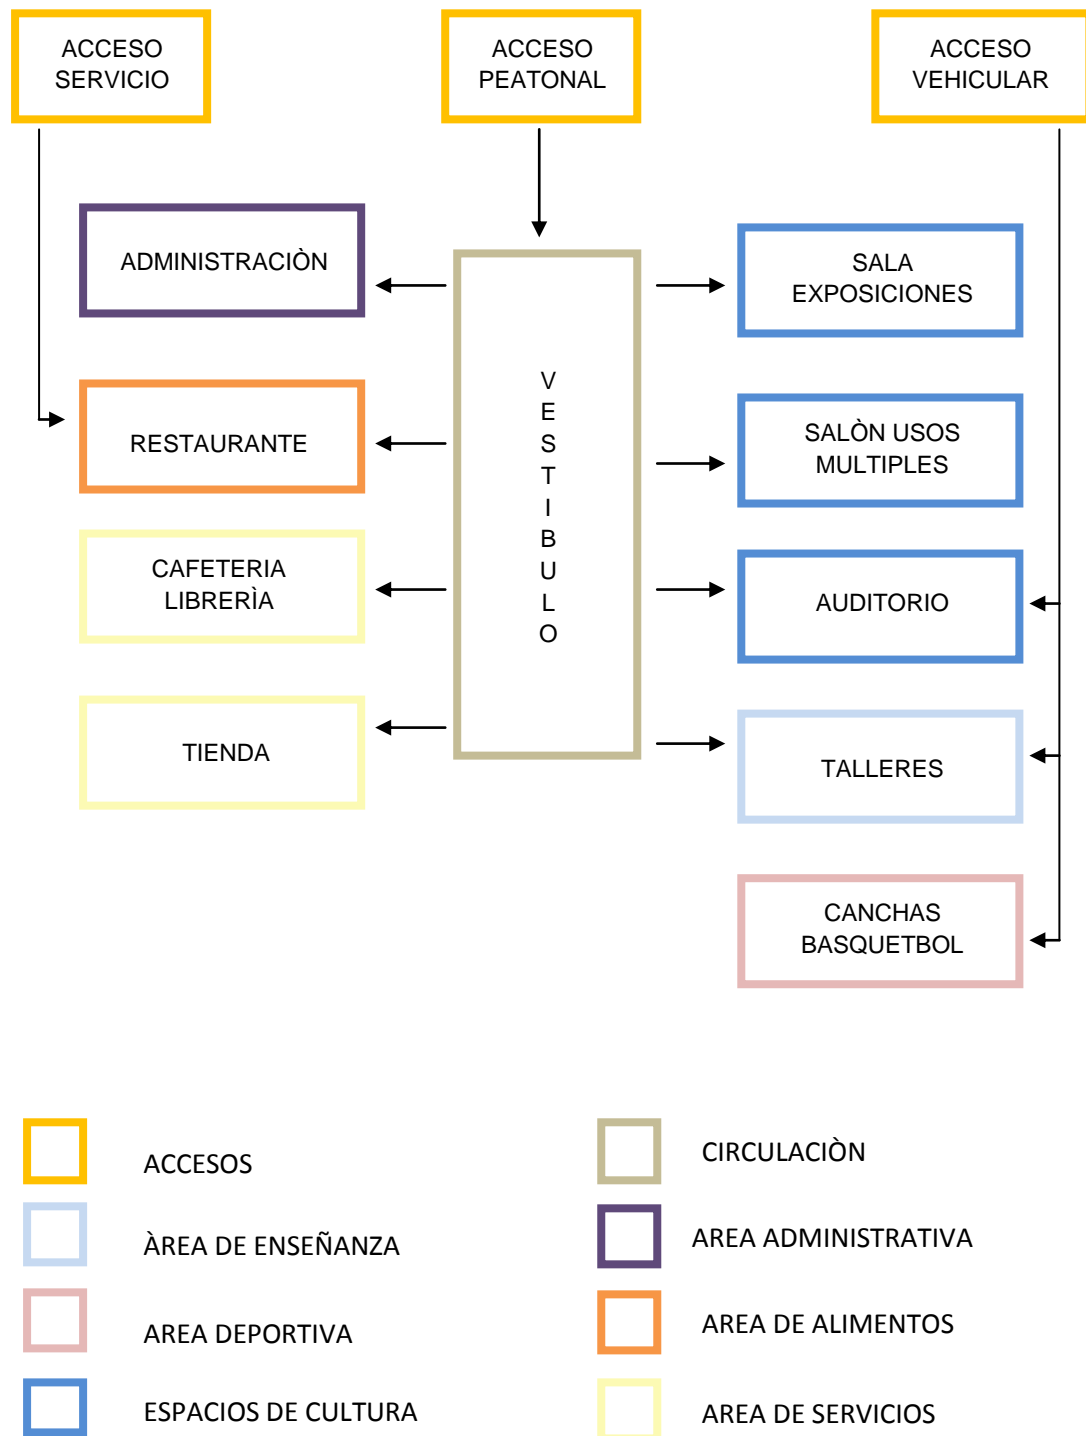 ACCESO
SERVICIO
ACCESO
PEATONAL
ACCESO
VEHICULAR
ADMINISTRACIÒN
SALA
EXPOSICIONES
V
E
S
T
I
B
U
L
O
RESTAURANTE
SALÒN USOS
MULTIPLES
CAFETERIA
LIBRERÌA
AUDITORIO
TIENDA
TALLERES
CANCHAS
BASQUETBOL
ACCESOS
CIRCULACIÒN
ÀREA DE ENSEÑANZA
AREA ADMINISTRATIVA
AREA DEPORTIVA
AREA DE ALIMENTOS
ESPACIOS DE CULTURA
AREA DE SERVICIOS